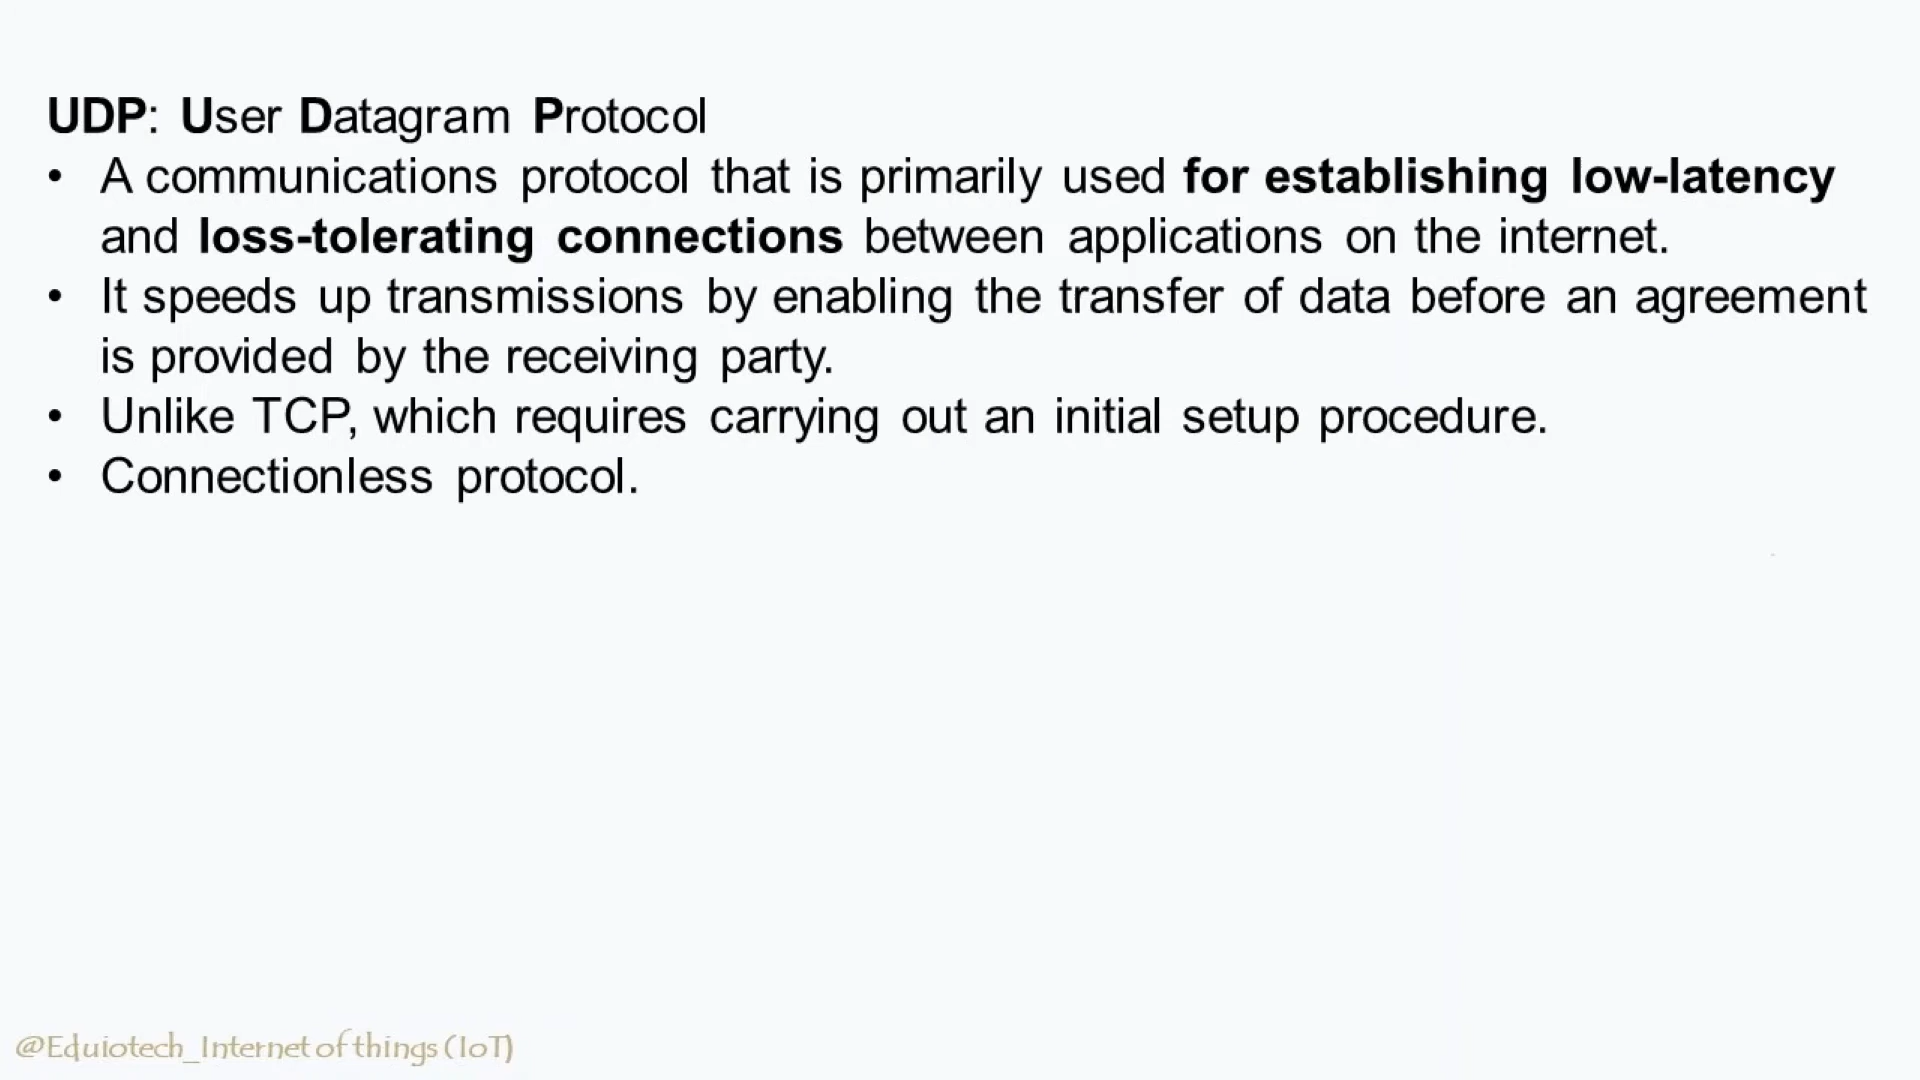 UDP: User Datagram Protocol
• A communications protocol that is primarily used for establishing low-latency
and loss-tolerating connections between applications on the internet.
• It speeds up transmissions by enabling the transfer of data before an agreement
is provided by the receiving party.
• Unlike TCP, which requires carrying out an initial setup procedure.
• Connectionless protocol.
@Eduiotech_Internet of things (IoT)